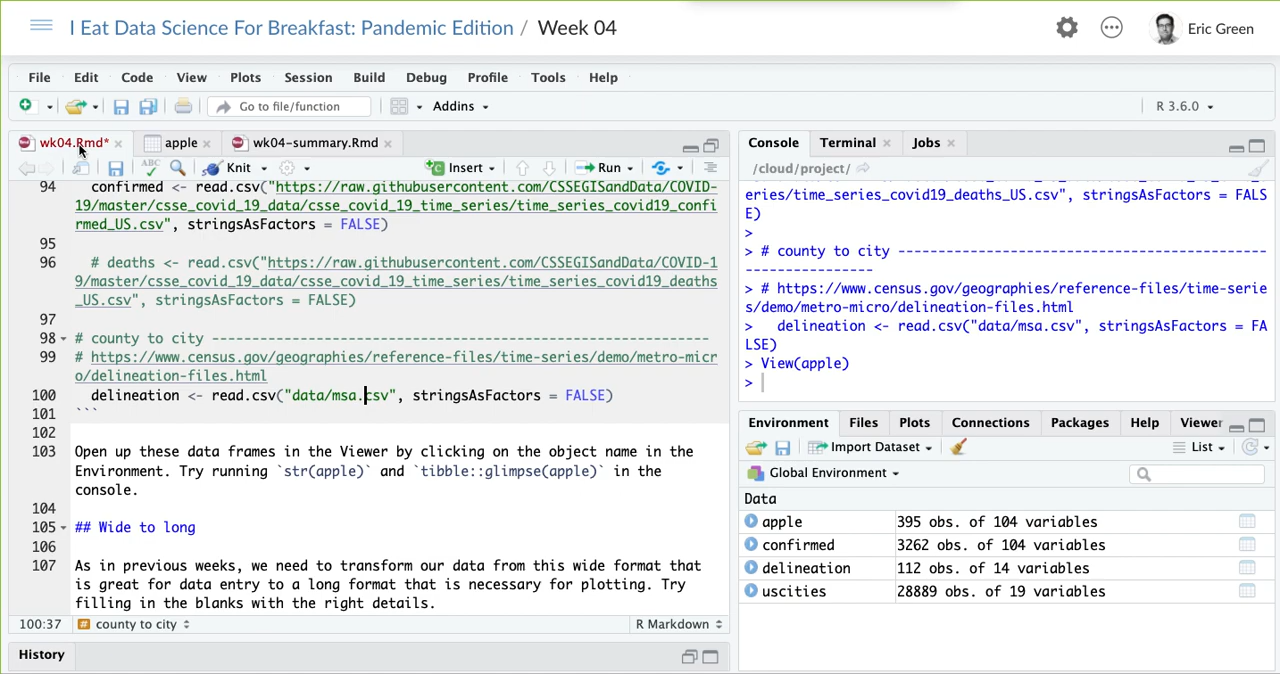 I Eat Data Science For Breakfast: Pandemic Edition / Week 04
Eric Green
File Edit Code View Plots Session Build Debug Profile Tools Help
Go to file/function
Addins
R 3.6.0
wk04.Rmd*
apple
wk04-summary.Rmd
ABC
Knit
Insert
Run
94 confirmed <- read.csv("https://raw.githubusercontent.com/CSSEGISandData/COVID-
19/master/csse_covid_19_data/csse_covid_19_time_series/time_series_covid19_confi
rmed_US.csv", stringsAsFactors = FALSE)
95
96 # deaths <- read.csv("https://raw.githubusercontent.com/CSSEGISandData/COVID-1
9/master/csse_covid_19_data/csse_covid_19_time_series/time_series_covid19_deaths
_US.csv", stringsAsFactors = FALSE)
97
98 # county to city -----------------------------------------------------------
99 # https://www.census.gov/geographies/reference-files/time-series/demo/metro-micr
o/delineation-files.html
100 delineation <- read.csv("data/msa.csv", stringsAsFactors = FALSE)
101 ```
102
103 Open up these data frames in the Viewer by clicking on the object name in the
Environment. Try running `str(apple)` and `tibble::glimpse(apple)` in the
console.
104
105 ## Wide to long
106
107 As in previous weeks, we need to transform our data from this wide format that
is great for data entry to a long format that is necessary for plotting. Try
filling in the blanks with the right details.
100:37
# county to city
R Markdown
History
Console Terminal Jobs
/cloud/project/
eries/time_series_covid19_deaths_US.csv", stringsAsFactors = FALS
E)
>
> # county to city -------------------------------------------
----------------
> # https://www.census.gov/geographies/reference-files/time-serie
s/demo/metro-micro/delineation-files.html
> delineation <- read.csv("data/msa.csv", stringsAsFactors = FA
LSE)
> View(apple)
>
Environment Files Plots Connections Packages Help Viewer
Import Dataset
List
Global Environment
Data
apple 395 obs. of 104 variables
confirmed 3262 obs. of 104 variables
delineation 112 obs. of 14 variables
uscities 28889 obs. of 19 variables